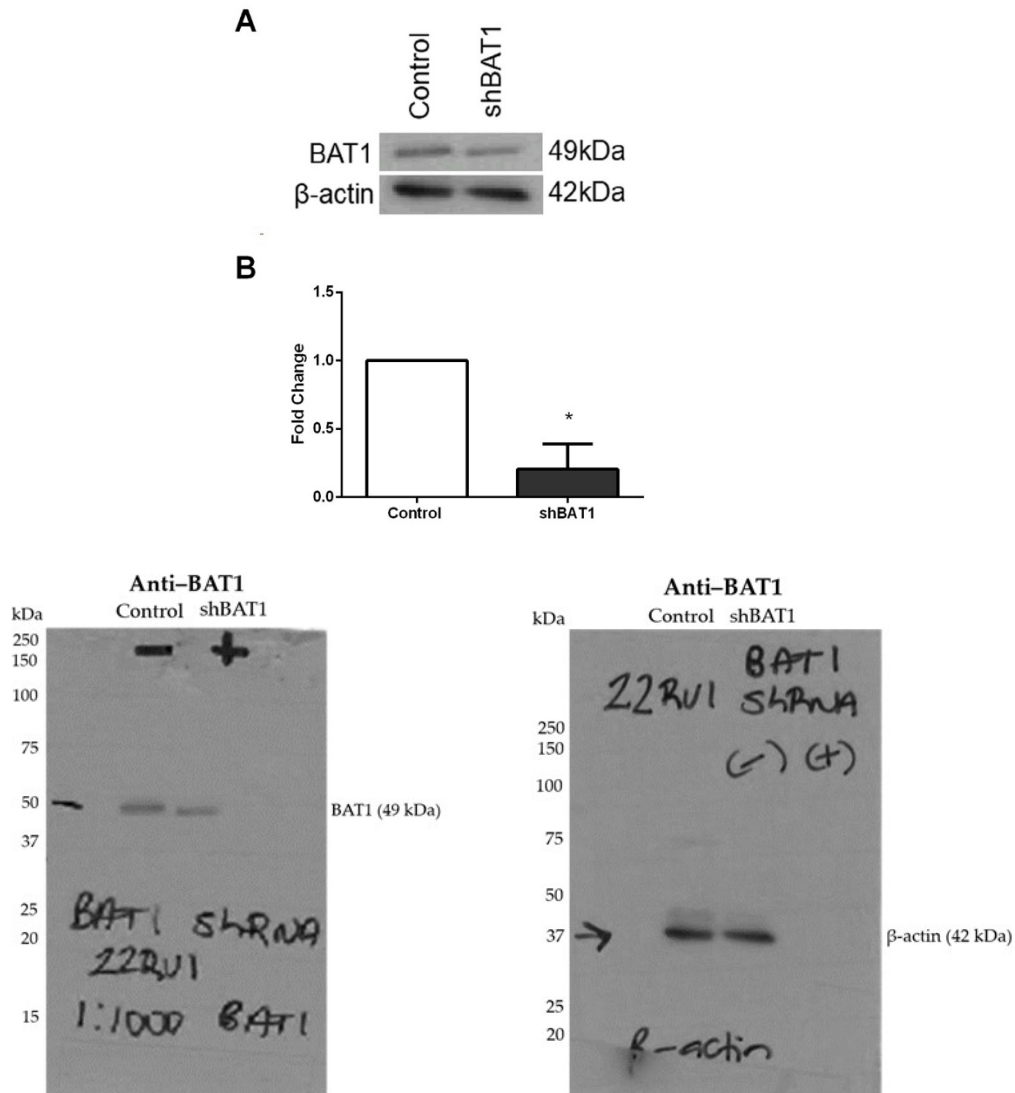 A
Control shBAT1
BAT1 49kDa
β-actin 42kDa
B
1.5
1.0
0.5
0.0
Fold Change
*
Control shBAT1
Anti–BAT1
kDa Control shBAT1
250
150
100
75
50
37
25
20
15
BAT1 (49 kDa)
BAT1 ShRNA
22RV1
1:1000 BAT1
Anti–BAT1
kDa Control shBAT1
BAT1
22RV1 ShRNA
(-) (+)
250
150
100
75
50
37
25
20
β-actin (42 kDa)
β-actin